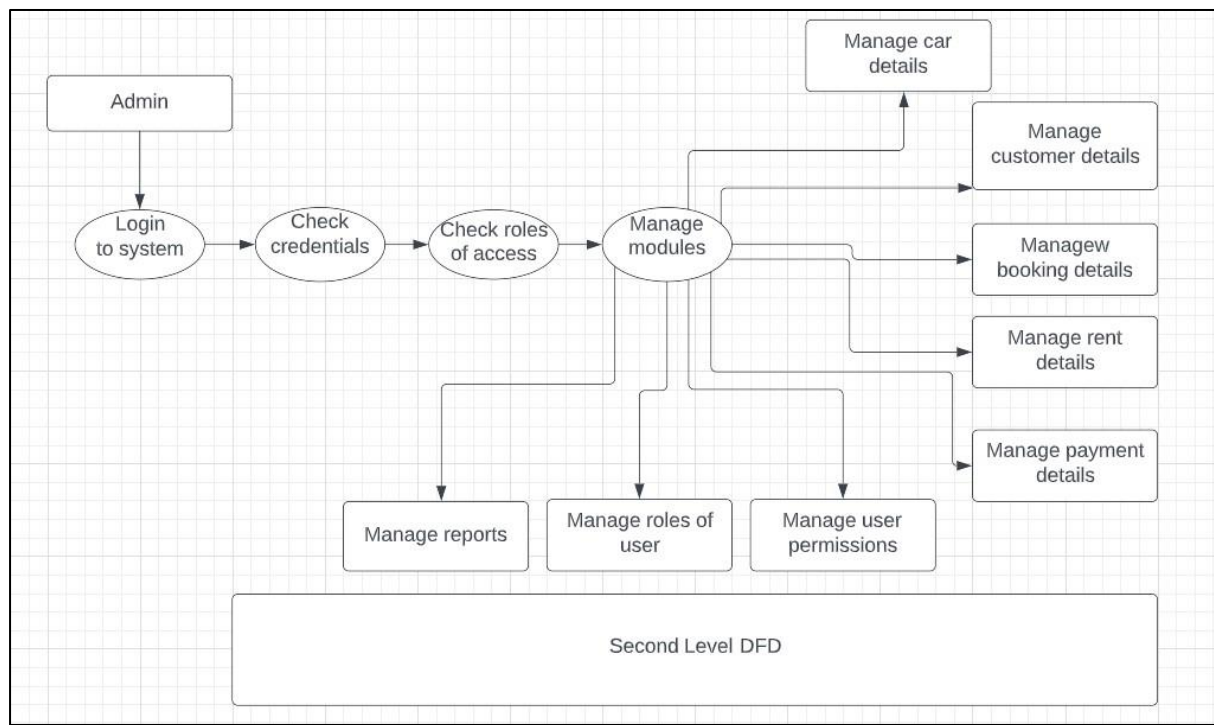 Manage car
details
Admin
Manage
customer details
Login
to system
Check
credentials
Check roles
of access
Manage
modules
Managew
booking details
Manage rent
details
Manage payment
details
Manage reports
Manage roles of
user
Manage user
permissions
Second Level DFD